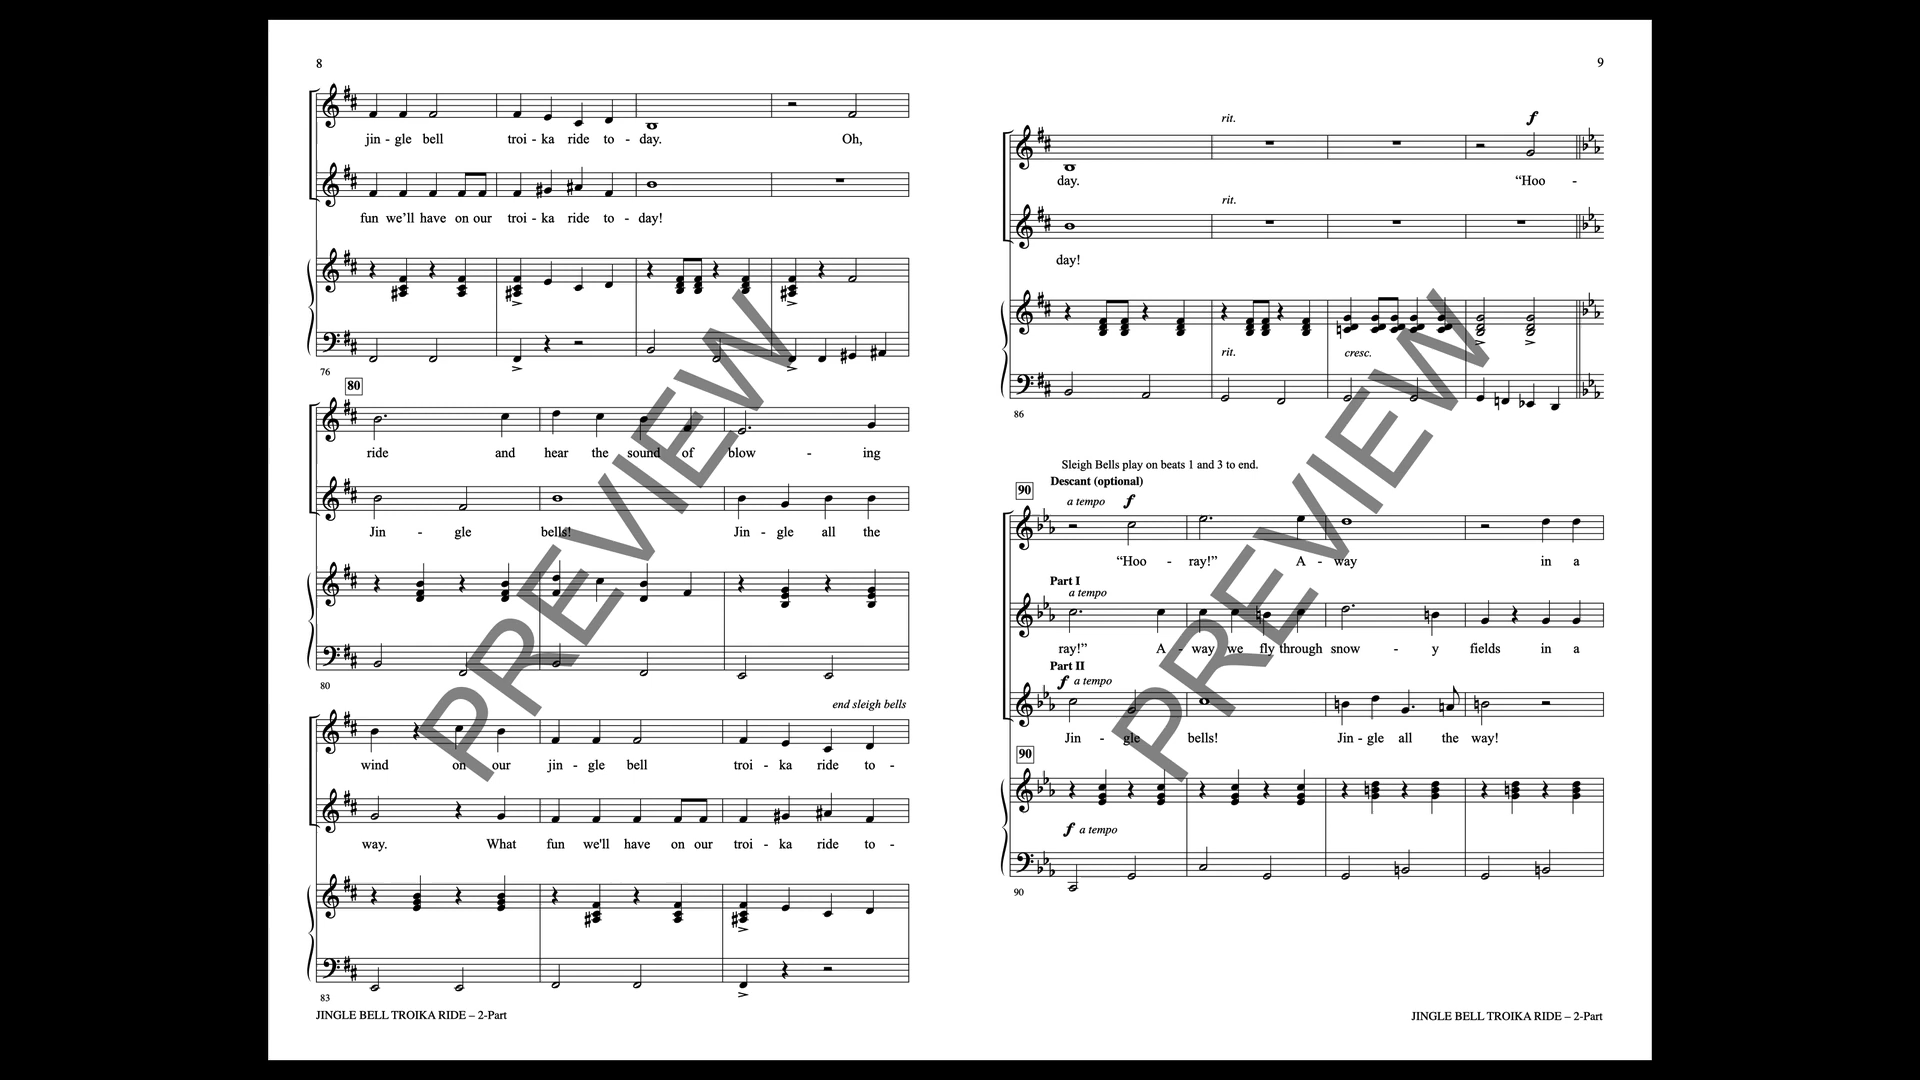 8
jin - gle bell troi - ka ride to - day. Oh,
fun we'll have on our troi - ka ride to - day!
76
80
ride and hear the sound of blow - ing
Jin - gle bells! Jin - gle all the
80
end sleigh bells
wind on our jin - gle bell troi - ka ride to -
way. What fun we'll have on our troi - ka ride to -
83
JINGLE BELL TROIKA RIDE – 2-Part
PREVIEW
9
rit. f
day. “Hoo -
rit.
day!
rit. cresc.
86
Sleigh Bells play on beats 1 and 3 to end.
Descant (optional)
90
a tempo f
“Hoo - ray!” A - way in a
Part I
a tempo
ray!” A - way we fly through snow - y fields in a
Part II
f a tempo
Jin - gle bells! Jin - gle all the way!
90
f a tempo
90
JINGLE BELL TROIKA RIDE – 2-Part
PREVIEW